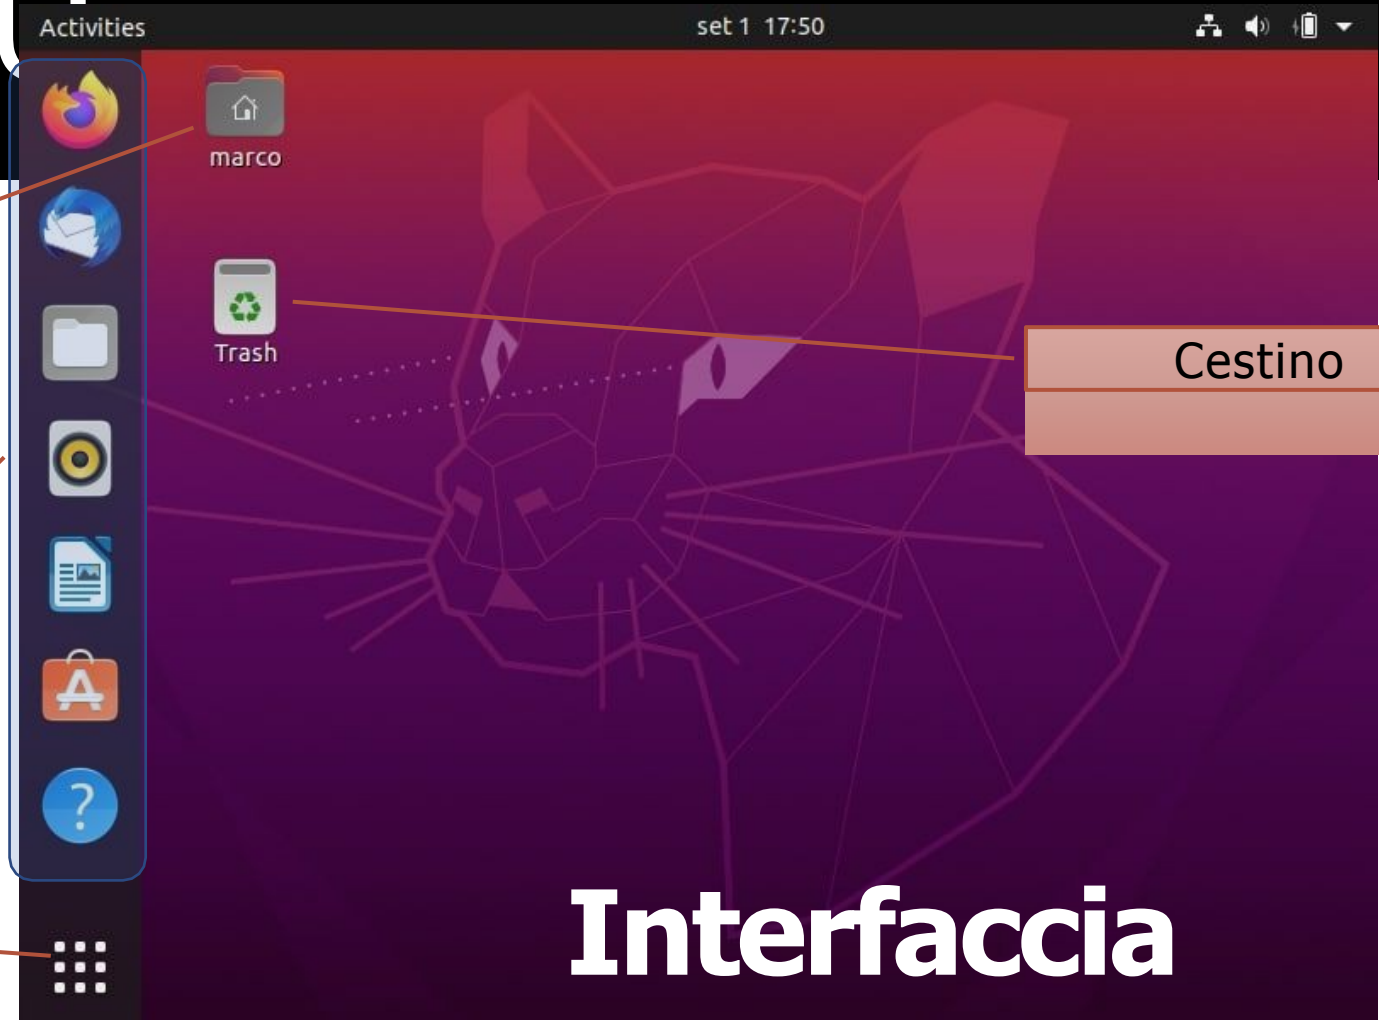 Activities
set 1 17:50
marco
Trash
Cestino
Interfaccia